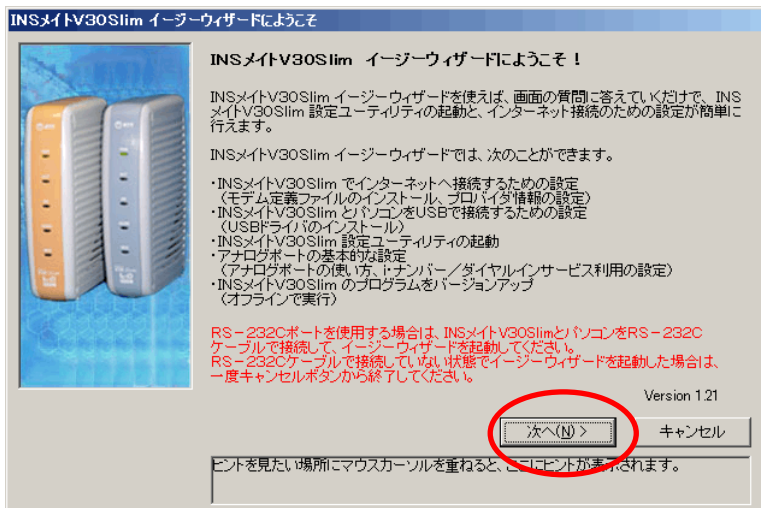 INSメイトV30Slim イージーウィザードにようこそ
INSメイトV30Slim イージーウィザードにようこそ！
INSメイトV30Slim イージーウィザードを使えば、画面の質問に答えていくだけで、INS
メイトV30Slim 設定ユーティリティの起動と、インターネット接続のための設定が簡単に
行えます。
INSメイトV30Slim イージーウィザードでは、次のことができます。
・INSメイトV30Slim でインターネットへ接続するための設定
（モデム定義ファイルのインストール、プロバイダ情報の設定）
・INSメイトV30Slim とパソコンをUSBで接続するための設定
（USBドライバのインストール）
・INSメイトV30Slim 設定ユーティリティの起動
・アナログポートの基本的な設定
（アナログポートの使い方、i・ナンバー／ダイヤルインサービス利用の設定）
・INSメイトV30Slim のプログラムをバージョンアップ
（オフラインで実行）
RS－232Cポートを使用する場合は、INSメイトV30SlimとパソコンをRS－232C
ケーブルで接続して、イージーウィザードを起動してください。
RS－232Cケーブルで接続していない状態でイージーウィザードを起動した場合は、
一度キャンセルボタンから終了してください。
Version 1.21
次へ(N) > キャンセル
ヒントを見たい場所にマウスカーソルを重ねると、ここにヒントが表示されます。